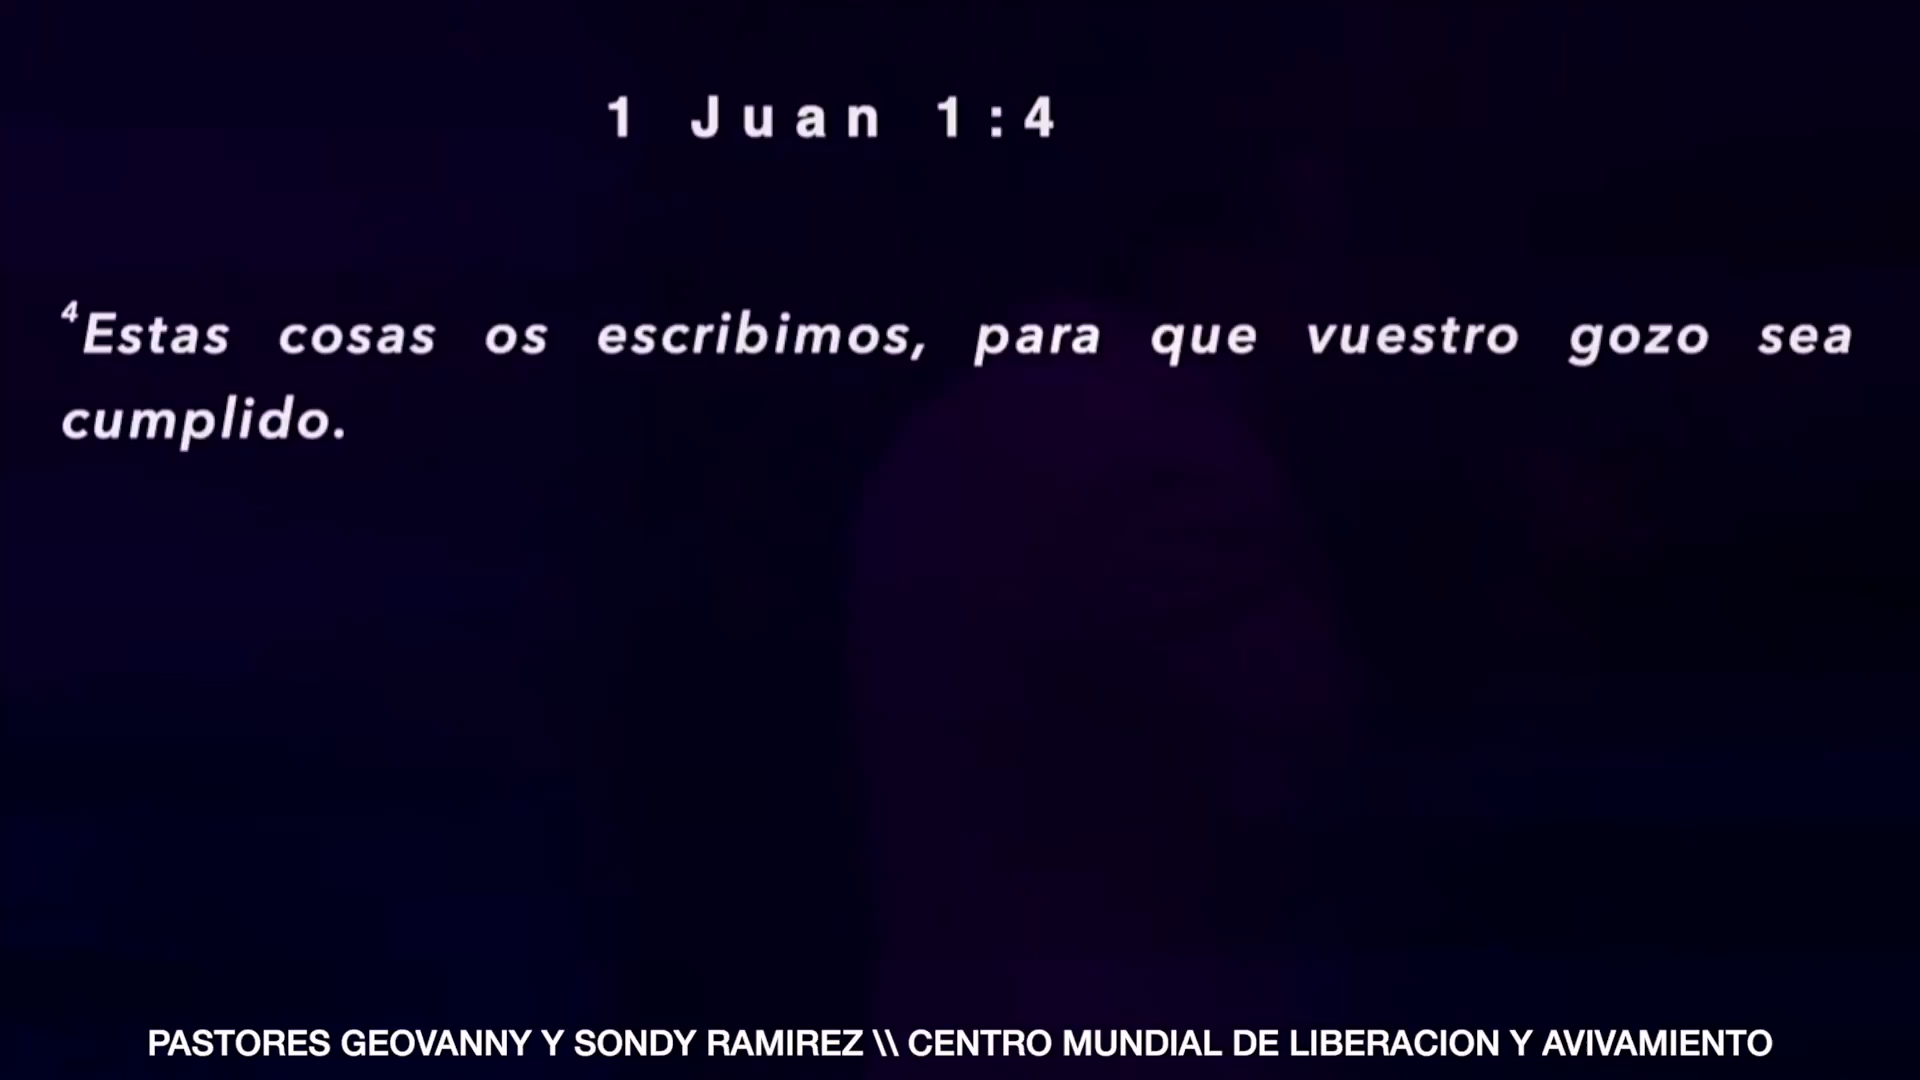 1 Juan 1:4
⁴Estas cosas os escribimos, para que vuestro gozo sea
cumplido.
PASTORES GEOVANNY Y SONDY RAMIREZ \\ CENTRO MUNDIAL DE LIBERACION Y AVIVAMIENTO